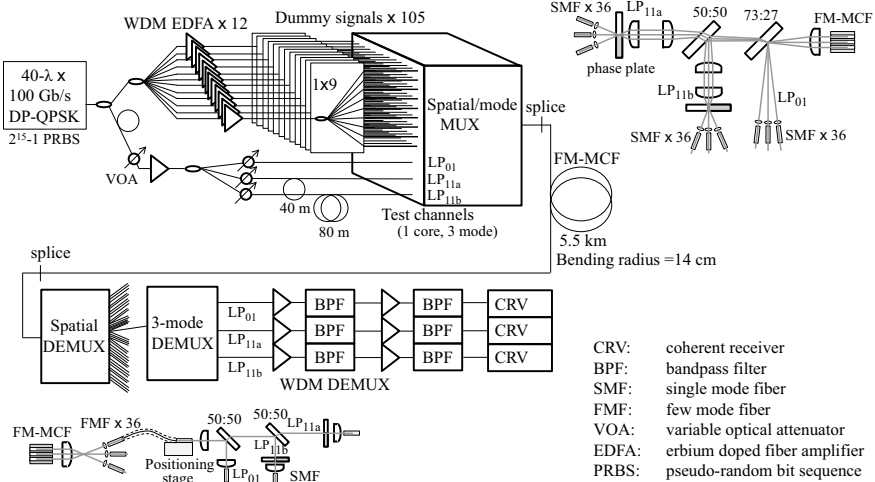 WDM EDFA x 12
Dummy signals x 105
40-λ x
100 Gb/s
DP-QPSK
2^15-1 PRBS
VOA
1x9
Spatial/mode
MUX
LP01
LP11a
LP11b
40 m
80 m
Test channels
(1 core, 3 mode)
splice
FM-MCF
5.5 km
Bending radius =14 cm
SMF x 36
LP11a
phase plate
50:50
73:27
FM-MCF
LP11b
LP01
SMF x 36
SMF x 36
splice
Spatial
DEMUX
3-mode
DEMUX
LP01
BPF
BPF
CRV
LP11a
BPF
BPF
CRV
LP11b
BPF
BPF
CRV
WDM DEMUX
FM-MCF
FMF x 36
Positioning
stage
50:50
50:50
LP11a
LP11b
LP01
SMF
CRV: coherent receiver
BPF: bandpass filter
SMF: single mode fiber
FMF: few mode fiber
VOA: variable optical attenuator
EDFA: erbium doped fiber amplifier
PRBS: pseudo-random bit sequence